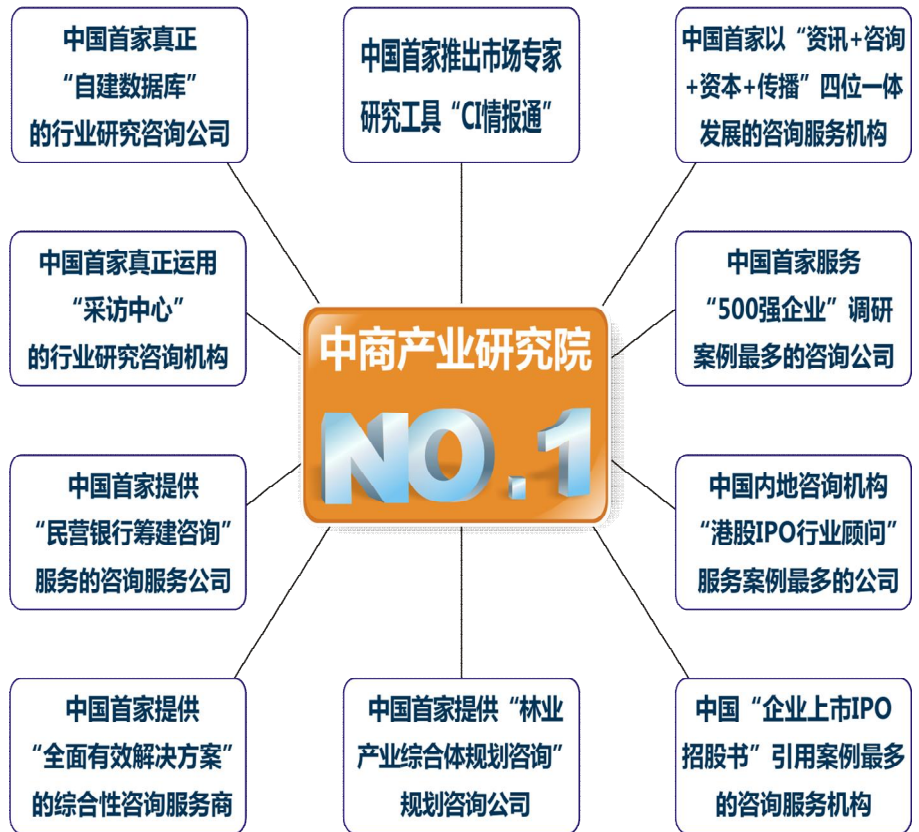 中国首家真正
“自建数据库”
的行业研究咨询公司
中国首家推出市场专家
研究工具“CI情报通”
中国首家以“资讯+咨询
+资本+传播”四位一体
发展的咨询服务机构
中国首家真正运用
“采访中心”
的行业研究咨询机构
中国首家服务
“500强企业”调研
案例最多的咨询公司
中商产业研究院
NO.1
中国首家提供
“民营银行筹建咨询”
服务的咨询服务公司
中国内地咨询机构
“港股IPO行业顾问”
服务案例最多的公司
中国首家提供
“全面有效解决方案”
的综合性咨询服务商
中国首家提供“林业
产业综合体规划咨询”
规划咨询公司
中国“企业上市IPO
招股书”引用案例最多
的咨询服务机构